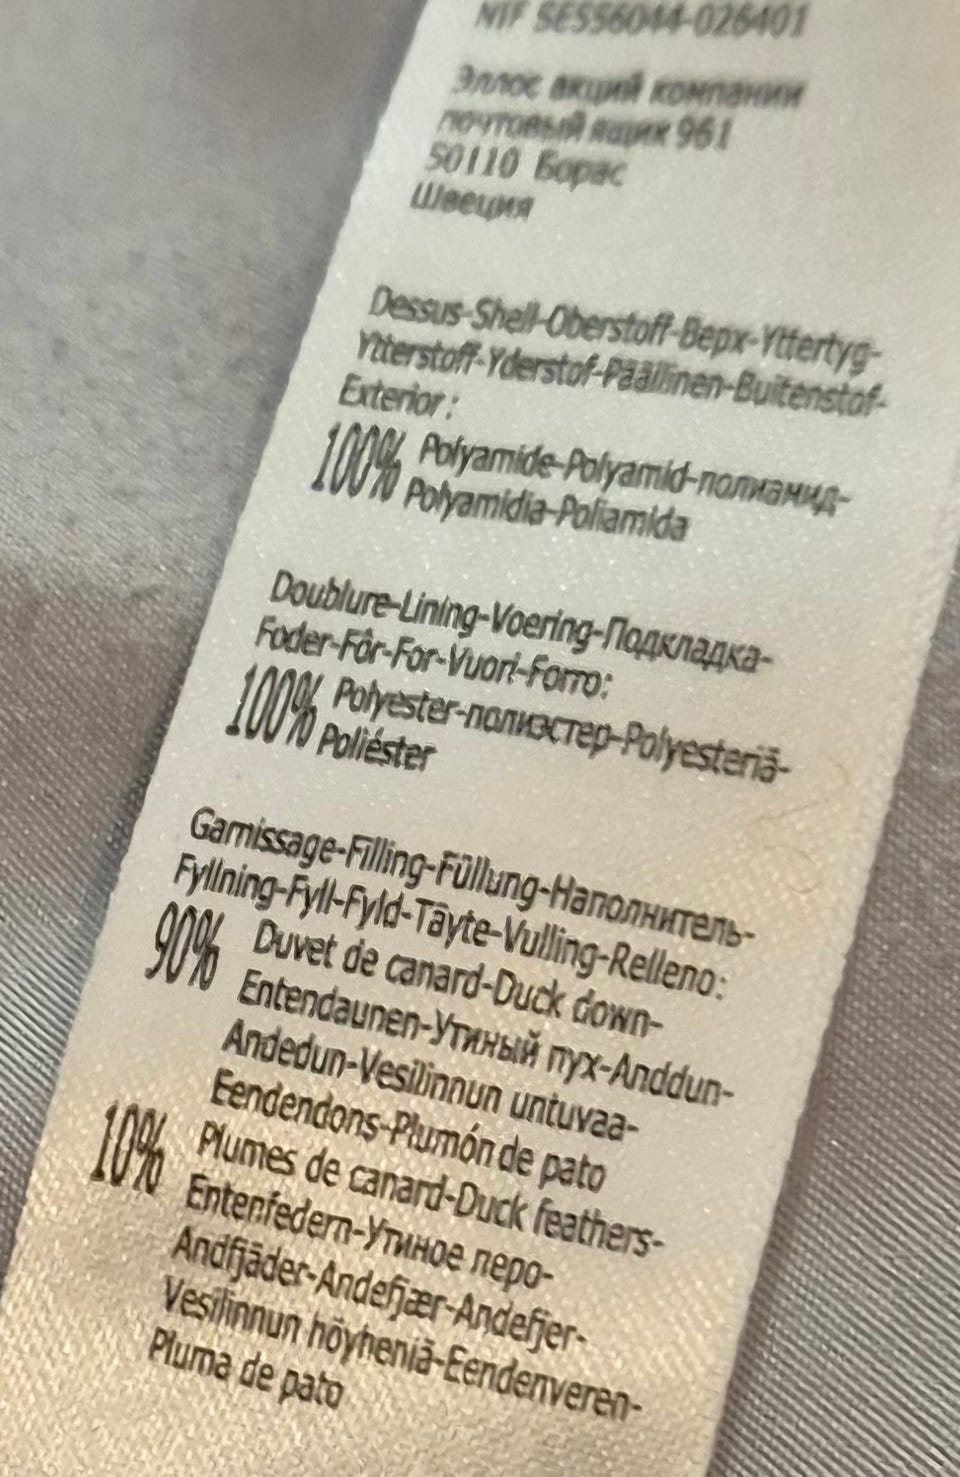 NIF SE556044-026401
Эллос акций компании
почтовый ящик 961
50110 Борас
Швеция
Dessus-Shell-Oberstoff-Верх-Yttertyg-
Ytterstoff-Yderstof-Päällinen-Buitenstof-
Exterior:
100% Polyamide-Polyamid-полиамид-
Polyamidia-Poliamida
Doublure-Lining-Voering-Подкладка-
Foder-Fôr-For-Vuori-Forro:
100% Polyester-полиэстер-Polyesteriä-
Poliéster
Garnissage-Filling-Füllung-Наполнитель-
Fyllning-Fyll-Fyld-Täyte-Vulling-Relleno:
90% Duvet de canard-Duck down-
Entendaunen-Утиный пух-Anddun-
Andedun-Vesilinnun untuvaa-
Eendendons-Plumón de pato
10% Plumes de canard-Duck feathers-
Entenfedern-Утиное перо-
Andfjäder-Andefjær-Andefjer-
Vesilinnun höyheniä-Eendenveren-
Pluma de pato